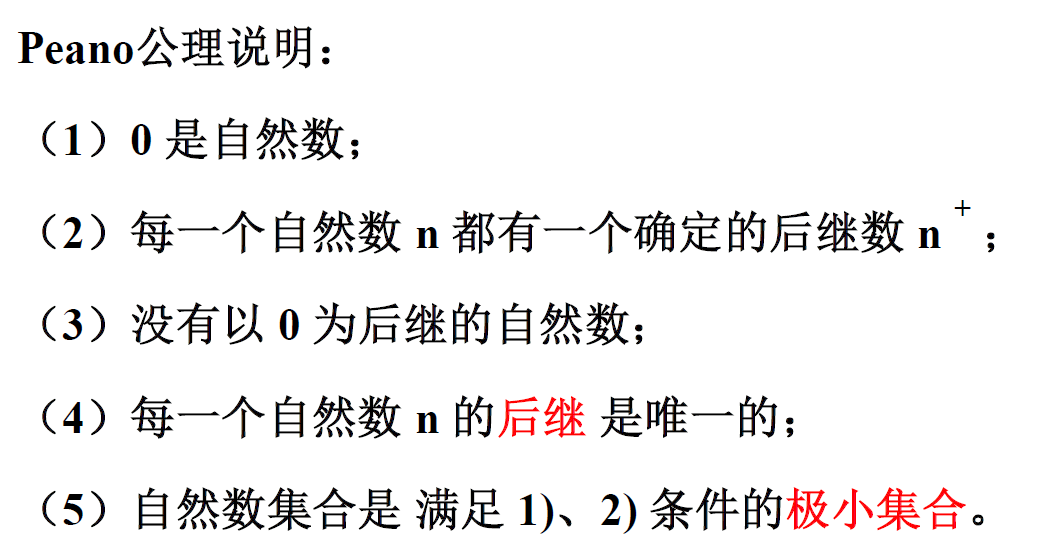 Peano公理说明：
（1）0 是自然数；
（2）每一个自然数 n 都有一个确定的后继数 n⁺；
（3）没有以 0 为后继的自然数；
（4）每一个自然数 n 的后继 是唯一的；
（5）自然数集合是 满足 1)、2) 条件的极小集合。